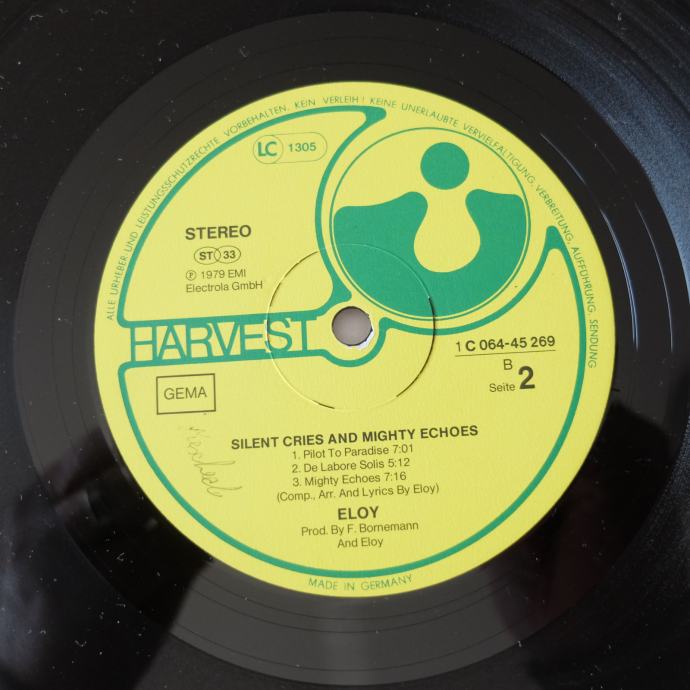 ALLE URHEBER-UND LEISTUNGSSCHUTZRECHTE VORBEHALTEN. KEIN VERLEIH! KEINE UNERLAUBTE VERVIELFÄLTIGUNG, VERBREITUNG, AUFFÜHRUNG, SENDUNG
LC 1305
STEREO
ST 33
Ⓟ 1979 EMI
Electrola GmbH
HARVEST
1 C 064-45 269
B
Seite 2
GEMA
SILENT CRIES AND MIGHTY ECHOES
1. Pilot To Paradise 7:01
2. De Labore Solis 5:12
3. Mighty Echoes 7:16
(Comp., Arr. And Lyrics By Eloy)
ELOY
Prod. By F. Bornemann
And Eloy
MADE IN GERMANY